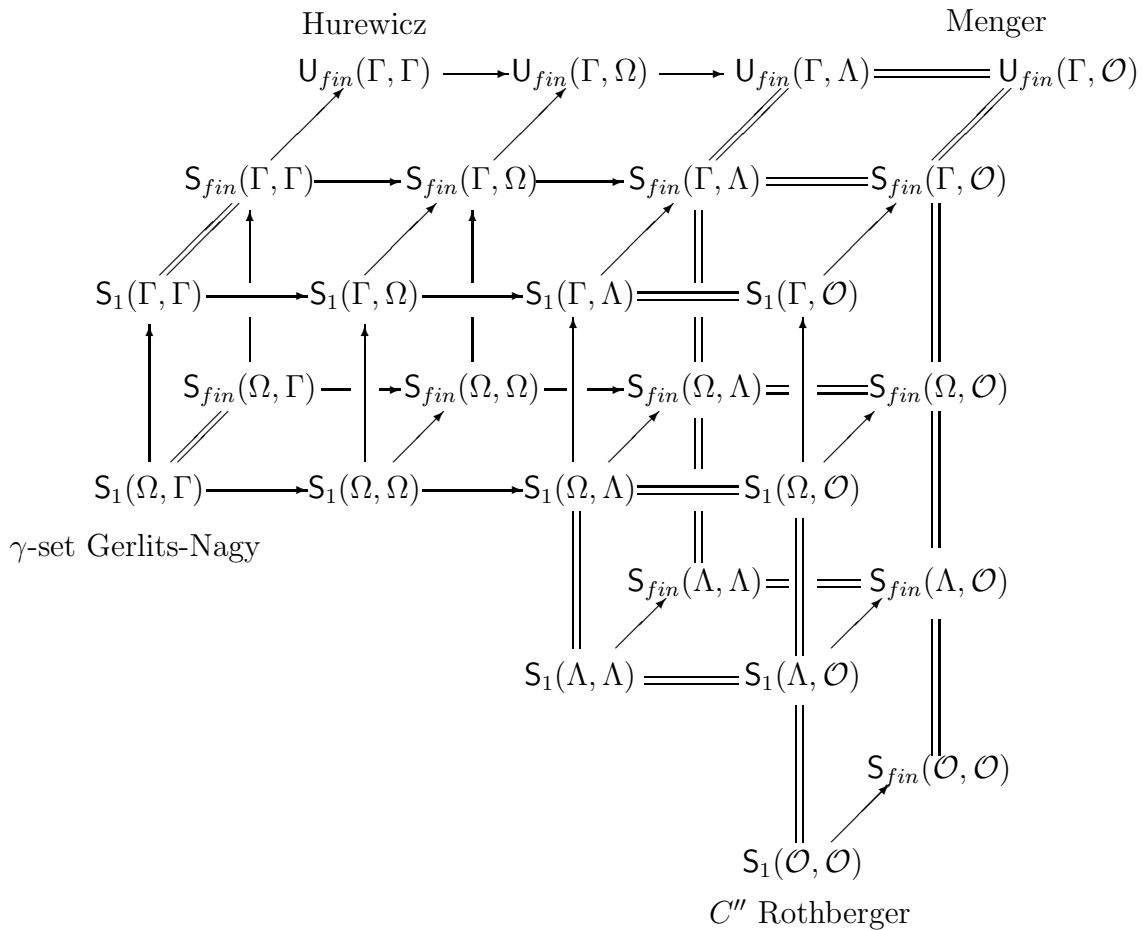 Hurewicz Menger
U_{fin}(Γ, Γ) U_{fin}(Γ, Ω) U_{fin}(Γ, Λ) U_{fin}(Γ, 𝒪)
S_{fin}(Γ, Γ) S_{fin}(Γ, Ω) S_{fin}(Γ, Λ) S_{fin}(Γ, 𝒪)
S_1(Γ, Γ) S_1(Γ, Ω) S_1(Γ, Λ) S_1(Γ, 𝒪)
S_{fin}(Ω, Γ) S_{fin}(Ω, Ω) S_{fin}(Ω, Λ) S_{fin}(Ω, 𝒪)
S_1(Ω, Γ) S_1(Ω, Ω) S_1(Ω, Λ) S_1(Ω, 𝒪)
γ-set Gerlits-Nagy
S_{fin}(Λ, Λ) S_{fin}(Λ, 𝒪)
S_1(Λ, Λ) S_1(Λ, 𝒪)
S_{fin}(𝒪, 𝒪)
S_1(𝒪, 𝒪)
C″ Rothberger